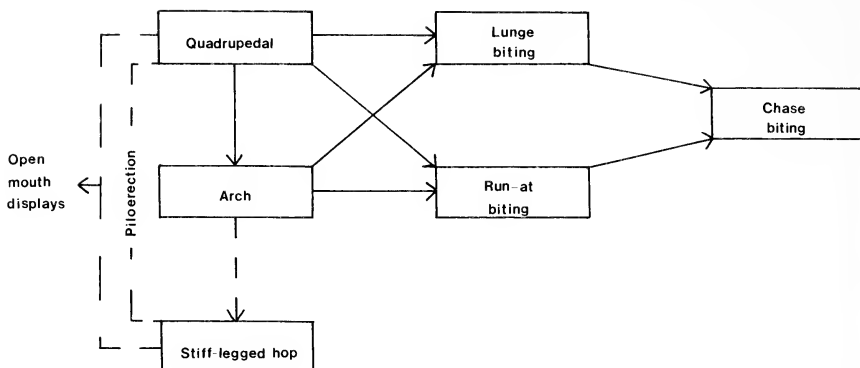 Quadrupedal
Lunge
biting
Chase
biting
Open
mouth
displays
Piloerection
Arch
Run-at
biting
Stiff-legged hop